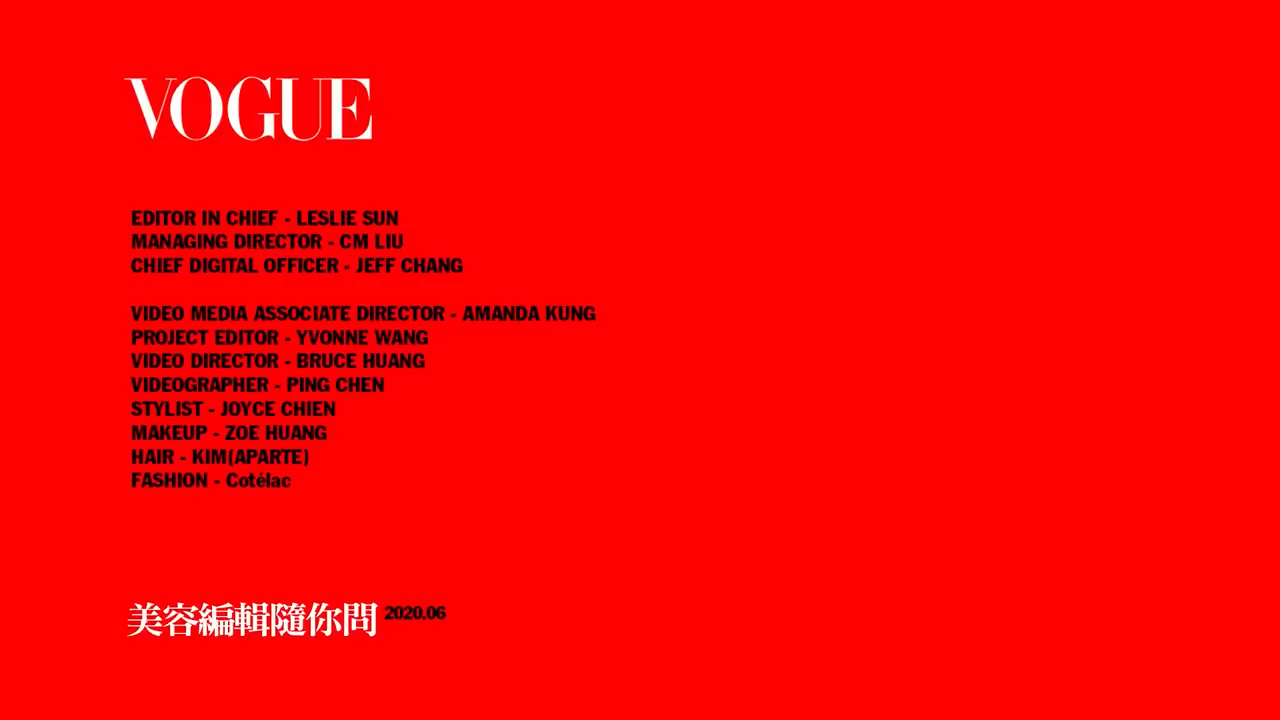 VOGUE
EDITOR IN CHIEF - LESLIE SUN
MANAGING DIRECTOR - CM LIU
CHIEF DIGITAL OFFICER - JEFF CHANG
VIDEO MEDIA ASSOCIATE DIRECTOR - AMANDA KUNG
PROJECT EDITOR - YVONNE WANG
VIDEO DIRECTOR - BRUCE HUANG
VIDEOGRAPHER - PING CHEN
STYLIST - JOYCE CHIEN
MAKEUP - ZOE HUANG
HAIR - KIM(APARTE)
FASHION - Cotélac
美容編輯隨你問 2020.06